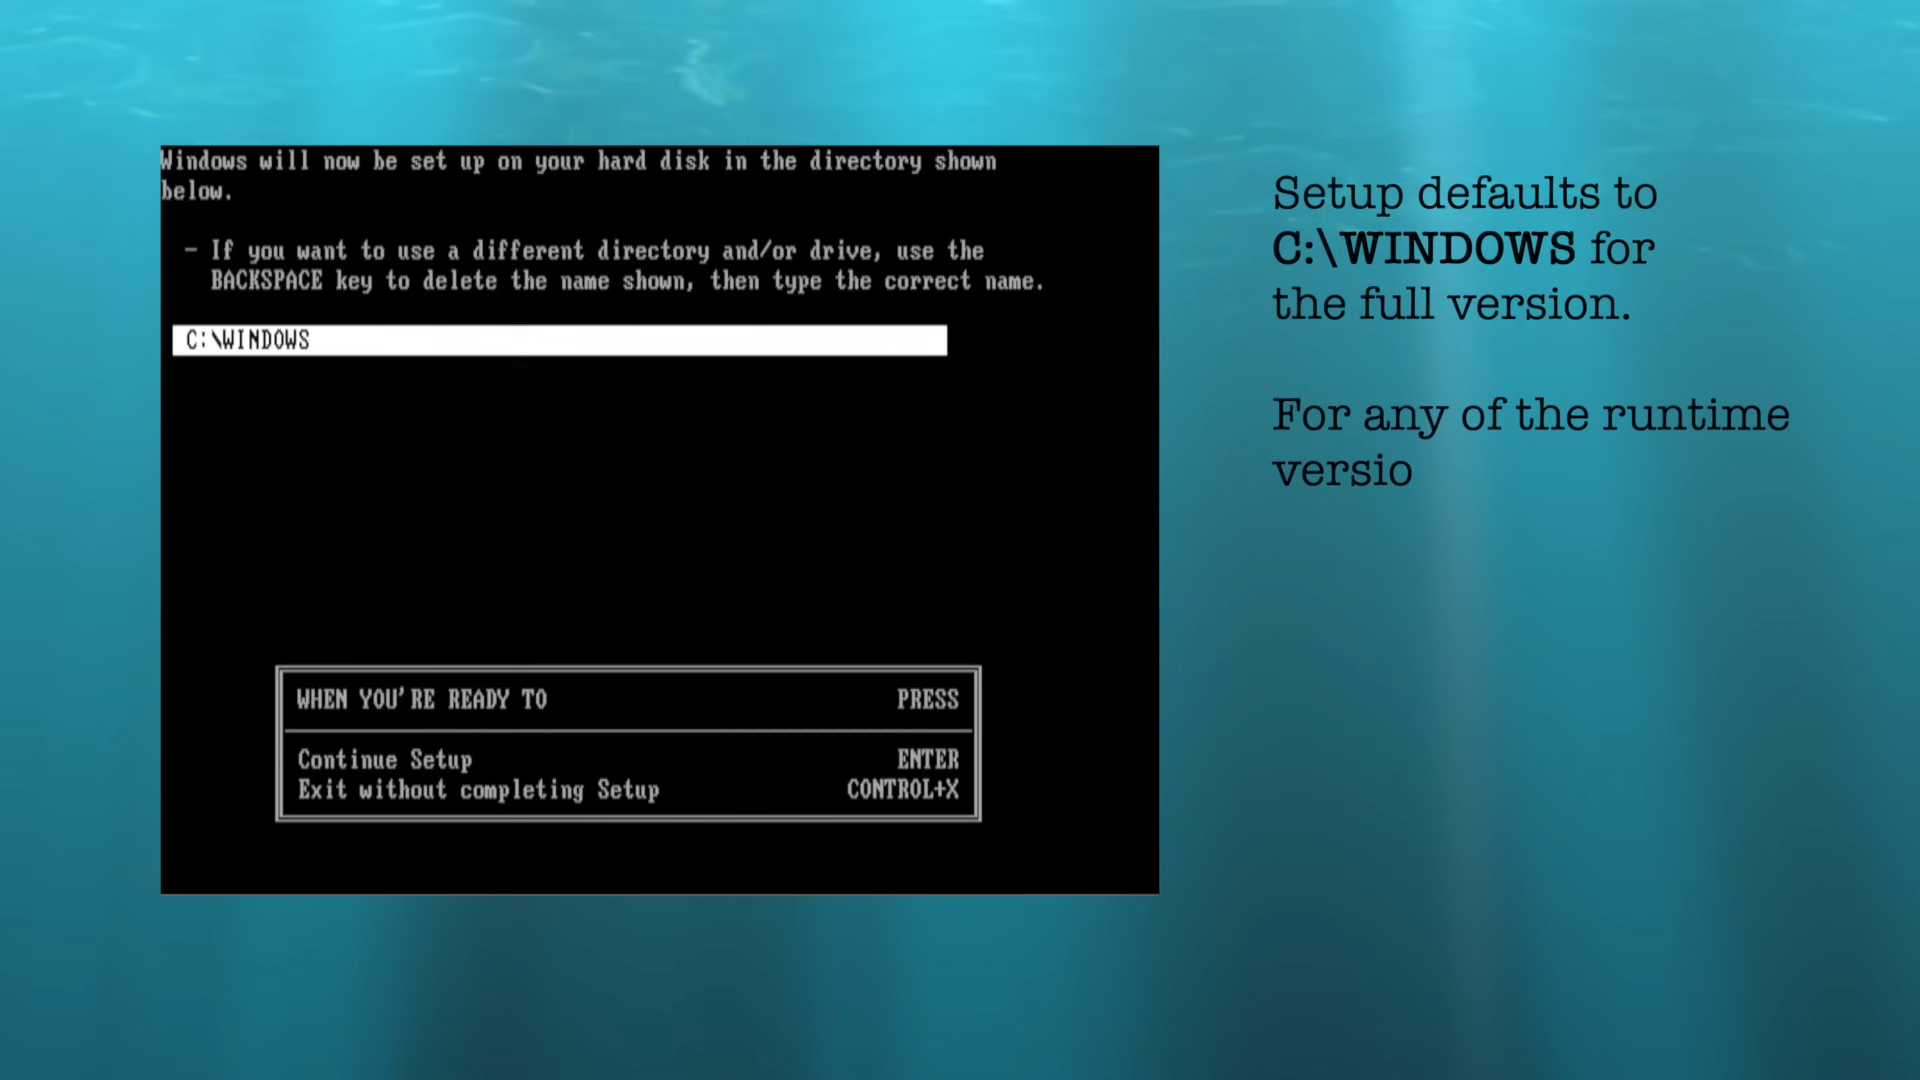 Windows will now be set up on your hard disk in the directory shown
below.
- If you want to use a different directory and/or drive, use the
BACKSPACE key to delete the name shown, then type the correct name.
C:\WINDOWS
WHEN YOU'RE READY TO PRESS
Continue Setup ENTER
Exit without completing Setup CONTROL+X
Setup defaults to
C:\WINDOWS for
the full version.
For any of the runtime
versio